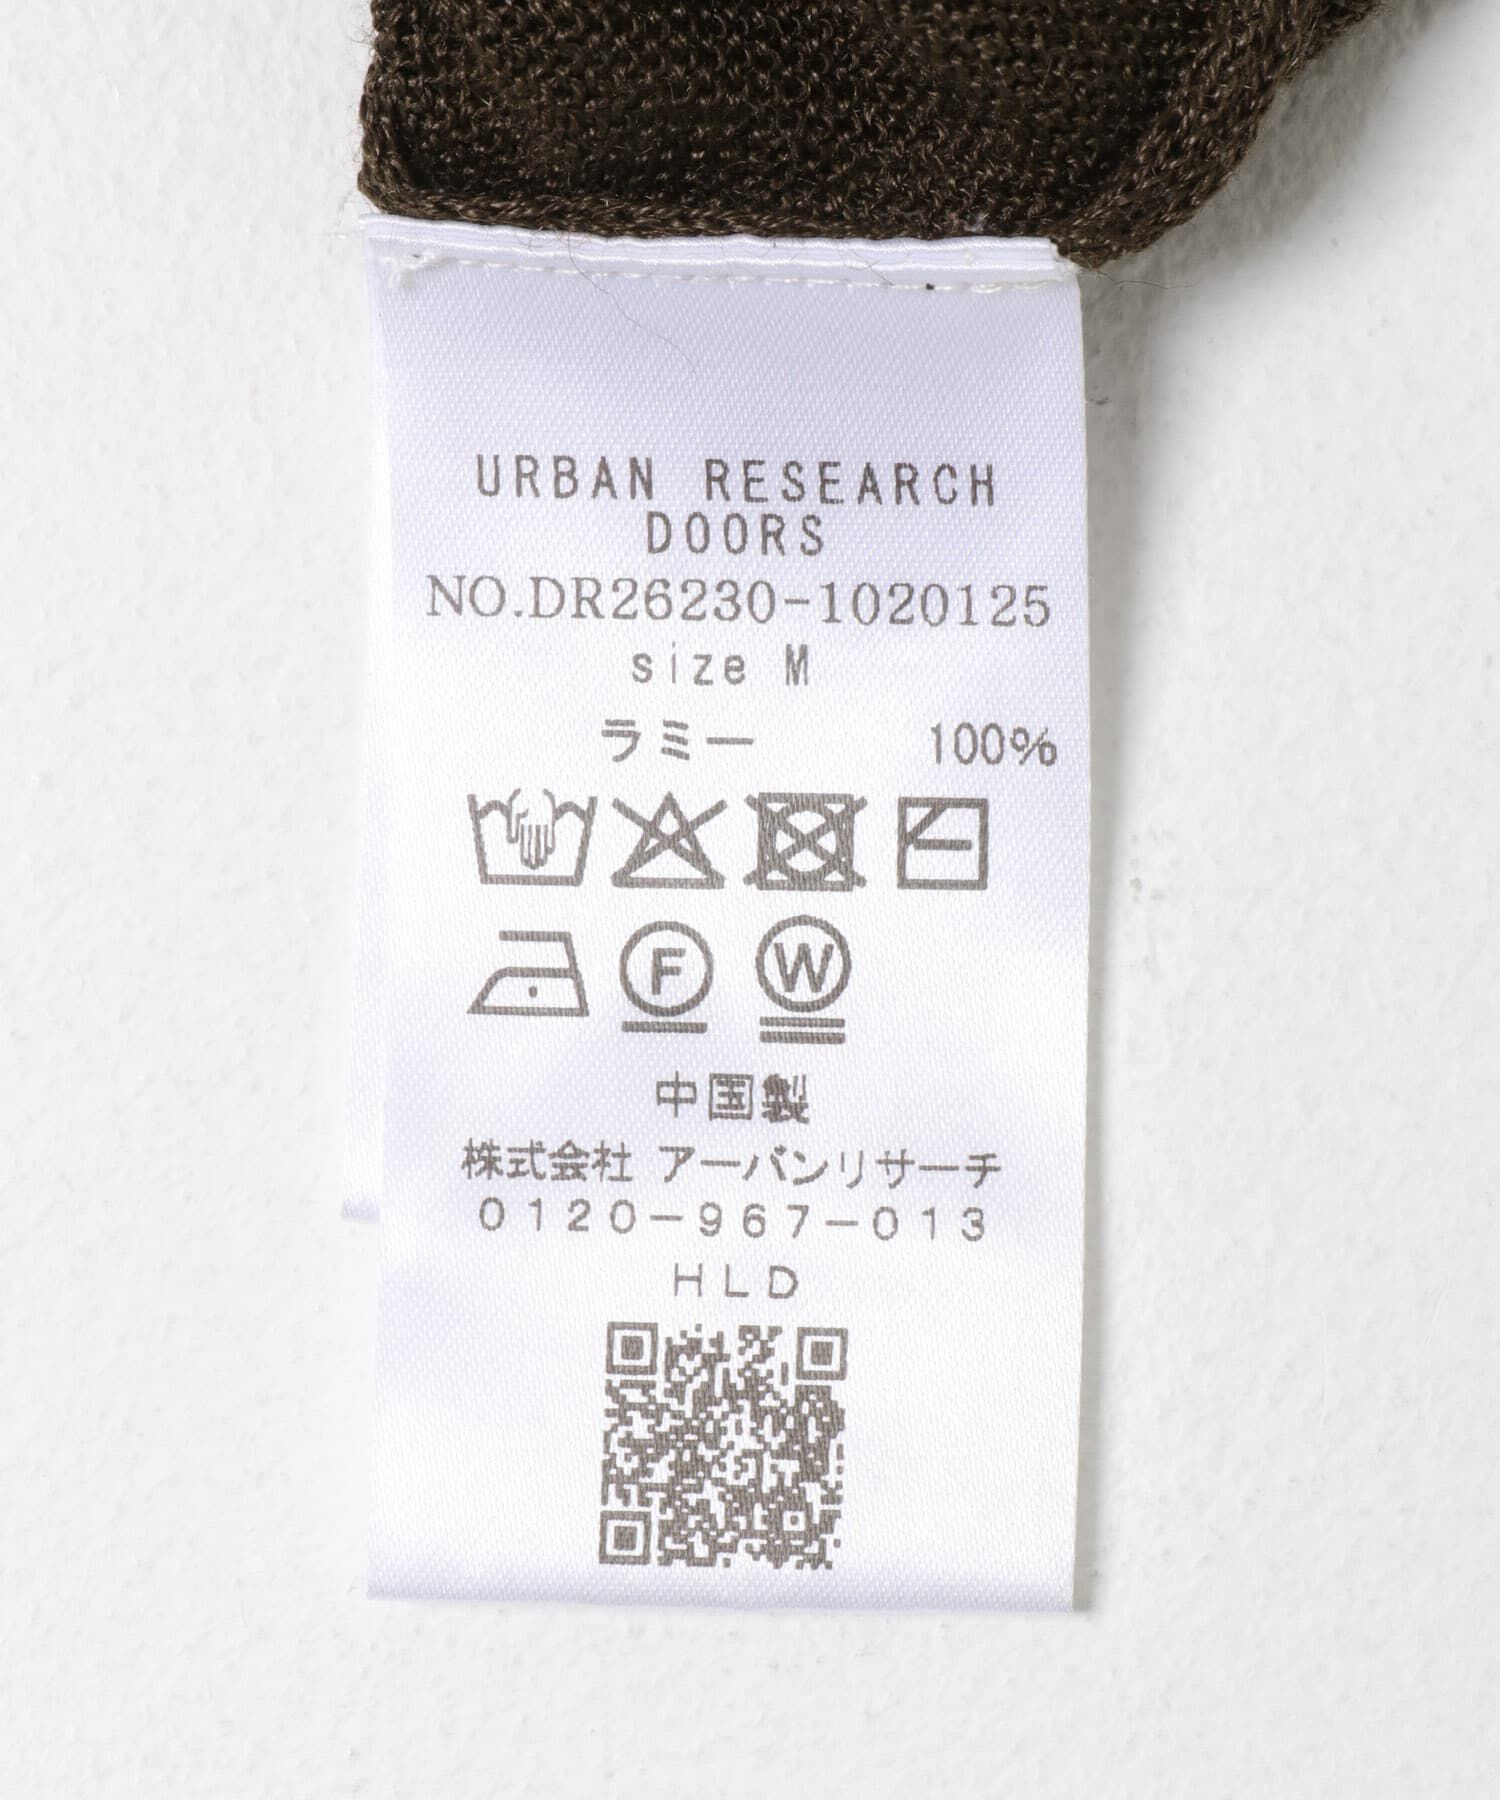 URBAN RESEARCH
DOORS
NO.DR26230-1020125
size M
ラミー 100%
F W
中国製
株式会社 アーバンリサーチ
0120-967-013
HLD